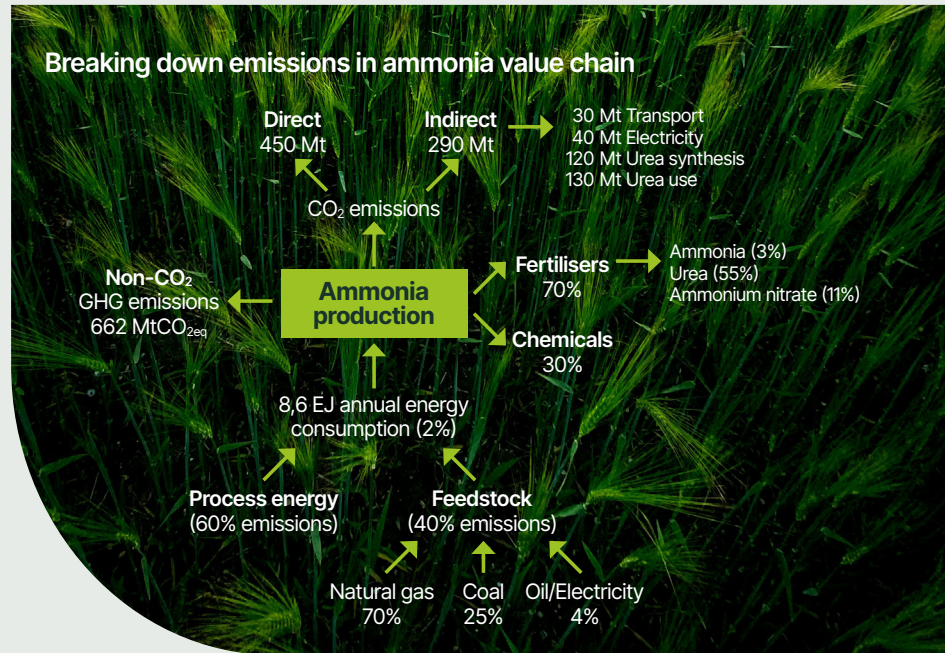 Breaking down emissions in ammonia value chain
Direct
450 Mt
Indirect
290 Mt
30 Mt Transport
40 Mt Electricity
120 Mt Urea synthesis
130 Mt Urea use
CO₂ emissions
Non-CO₂
GHG emissions
662 MtCO₂eq
Ammonia
production
Fertilisers
70%
Ammonia (3%)
Urea (55%)
Ammonium nitrate (11%)
Chemicals
30%
8,6 EJ annual energy
consumption (2%)
Process energy
(60% emissions)
Feedstock
(40% emissions)
Natural gas
70%
Coal
25%
Oil/Electricity
4%